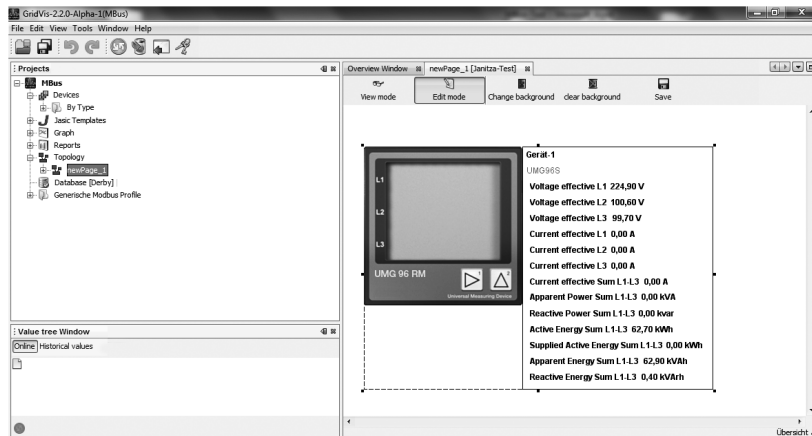 GridVis-2.2.0-Alpha-1(MBus)
File Edit View Tools Window Help
Projects
MBus
Devices
By Type
Jasic Templates
Graph
Reports
Topology
newPage_1
Database [Derby]
Generische Modbus Profile
Value tree Window
Online Historical values
Overview Window newPage_1 [Janitza-Test]
View mode Edit mode Change background clear background Save
L1
L2
L3
UMG 96 RM
1 2
Universal Measuring Device
Gerät-1
UMG96S
Voltage effective L1 224,90 V
Voltage effective L2 100,60 V
Voltage effective L3 99,70 V
Current effective L1 0,00 A
Current effective L2 0,00 A
Current effective L3 0,00 A
Current effective Sum L1-L3 0,00 A
Apparent Power Sum L1-L3 0,00 kVA
Reactive Power Sum L1-L3 0,00 kvar
Active Energy Sum L1-L3 62,70 kWh
Supplied Active Energy Sum L1-L3 0,00 kWh
Apparent Energy Sum L1-L3 62,90 kVAh
Reactive Energy Sum L1-L3 0,40 kVArh
Übersicht